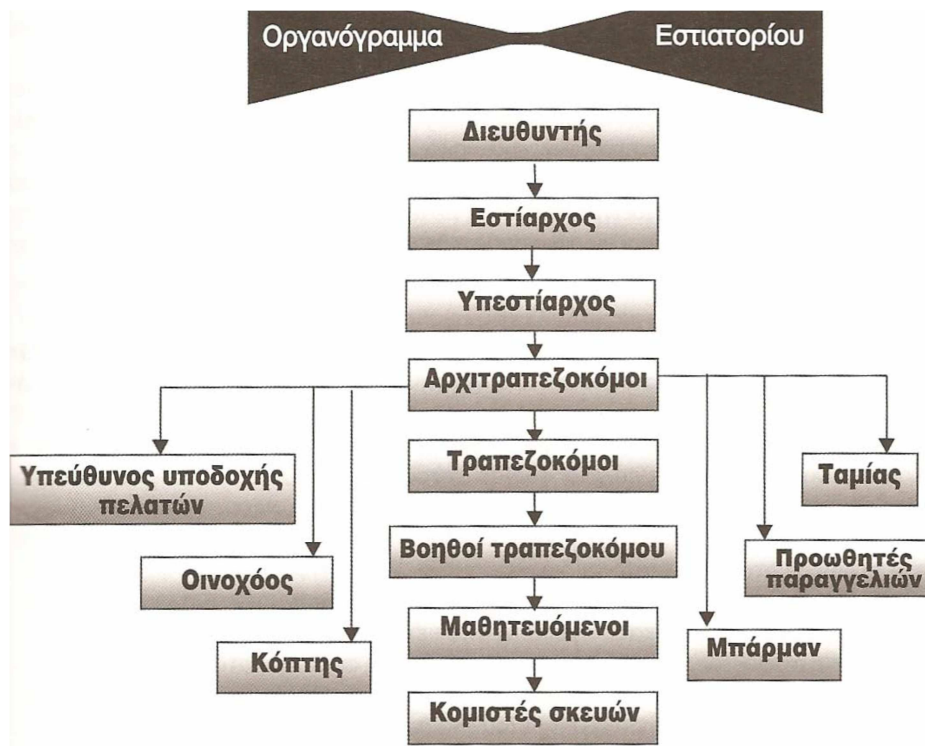 Οργανόγραμμα Εστιατορίου
Διευθυντής
Εστίαρχος
Υπεστίαρχος
Αρχιτραπεζοκόμοι
Υπεύθυνος υποδοχής
πελατών
Τραπεζοκόμοι
Ταμίας
Βοηθοί τραπεζοκόμου
Οινοχόος
Προωθητές
παραγγελιών
Μαθητευόμενοι
Κόπτης
Μπάρμαν
Κομιστές σκευών